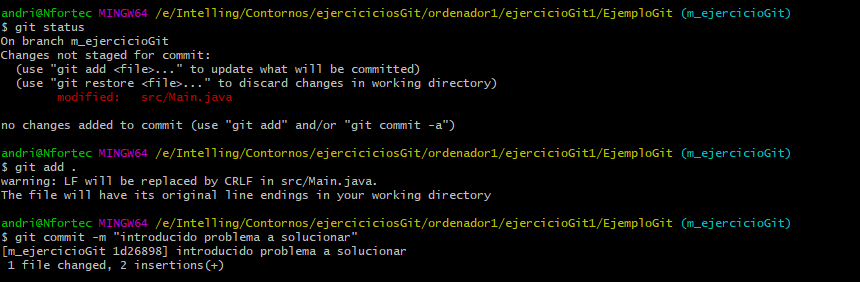 andri@Nfortec MINGW64 /e/Intelling/Contornos/ejerciciciosGit/ordenador1/ejercicioGit1/EjemploGit (m_ejercicioGit)
$ git status
On branch m_ejercicioGit
Changes not staged for commit:
  (use "git add <file>..." to update what will be committed)
  (use "git restore <file>..." to discard changes in working directory)
        modified:   src/Main.java

no changes added to commit (use "git add" and/or "git commit -a")

andri@Nfortec MINGW64 /e/Intelling/Contornos/ejerciciciosGit/ordenador1/ejercicioGit1/EjemploGit (m_ejercicioGit)
$ git add .
warning: LF will be replaced by CRLF in src/Main.java.
The file will have its original line endings in your working directory

andri@Nfortec MINGW64 /e/Intelling/Contornos/ejerciciciosGit/ordenador1/ejercicioGit1/EjemploGit (m_ejercicioGit)
$ git commit -m "introducido problema a solucionar"
[m_ejercicioGit 1d26898] introducido problema a solucionar
 1 file changed, 2 insertions(+)